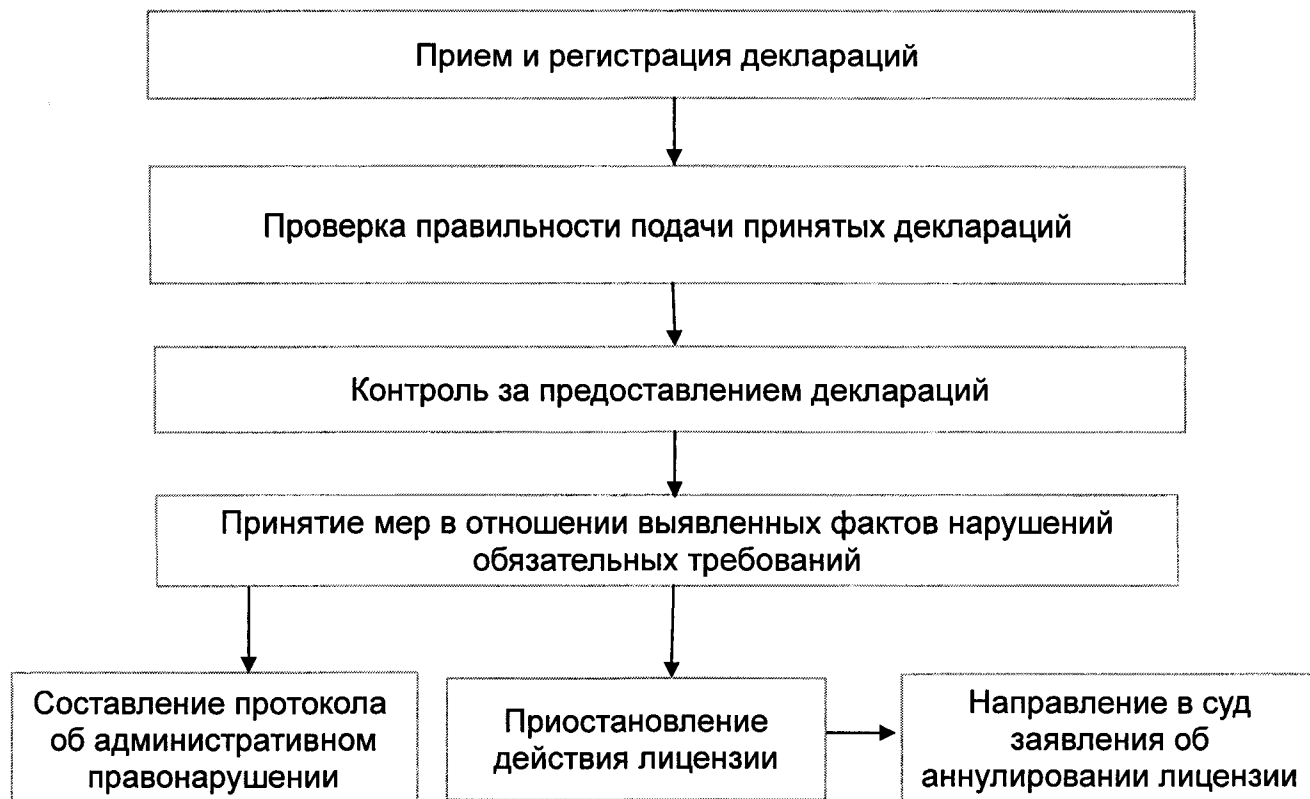 Прием и регистрация деклараций
Проверка правильности подачи принятых деклараций
Контроль за предоставлением деклараций
Принятие мер в отношении выявленных фактов нарушений
обязательных требований
Составление протокола
об административном
правонарушении
Приостановление
действия лицензии
Направление в суд
заявления об
аннулировании лицензии